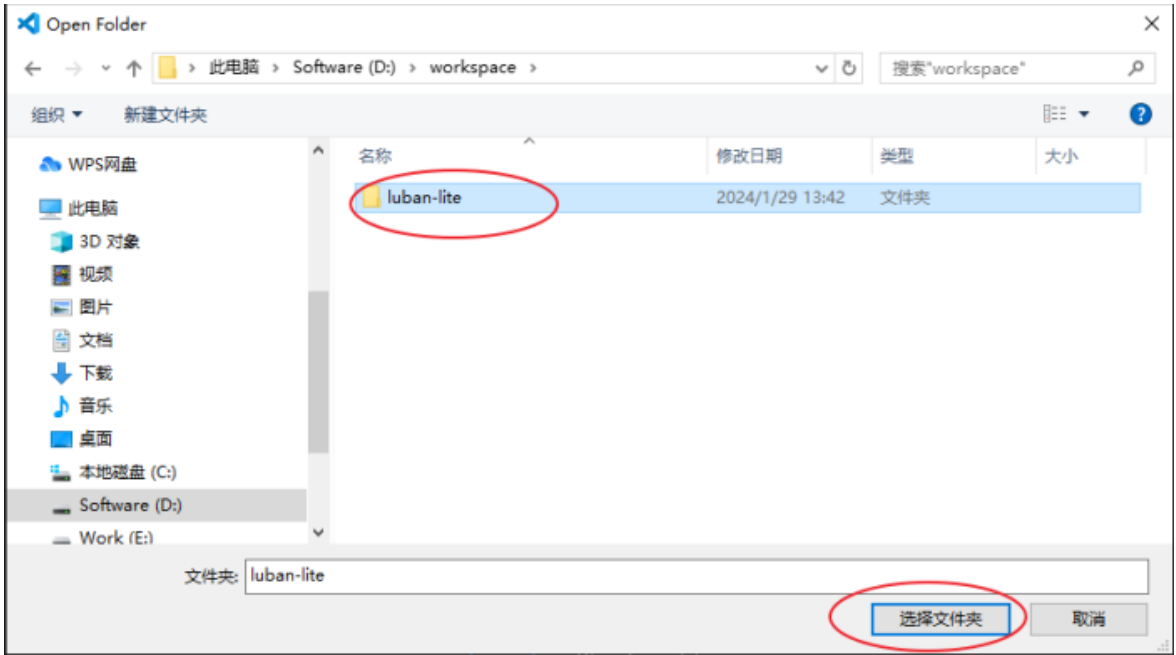 Open Folder
此电脑 > Software (D:) > workspace >
搜索"workspace"
组织 新建文件夹
名称 修改日期 类型 大小
luban-lite 2024/1/29 13:42 文件夹
WPS网盘
此电脑
3D 对象
视频
图片
文档
下载
音乐
桌面
本地磁盘 (C:)
Software (D:)
Work (E:)
文件夹: luban-lite
选择文件夹 取消